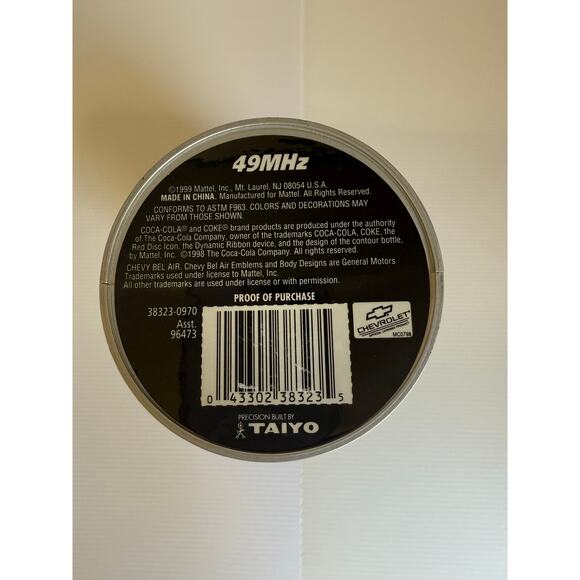 49MHz
©1999 Mattel, Inc., Mt. Laurel, NJ 08054 U.S.A.
MADE IN CHINA. Manufactured for Mattel. All Rights Reserved.
CONFORMS TO ASTM F963. COLORS AND DECORATIONS MAY
VARY FROM THOSE SHOWN.
COCA-COLA® and COKE® brand products are produced under the authority
of The Coca-Cola Company, owner of the trademarks COCA-COLA, COKE, the
Red Disc Icon, the Dynamic Ribbon device, and the design of the contour bottle,
by Mattel, Inc. ©1998 The Coca-Cola Company. All rights reserved.
CHEVY BEL AIR. Chevy Bel Air Emblems and Body Designs are General Motors
Trademarks used under license to Mattel, Inc.
All other trademarks are used under license or with permission.
PROOF OF PURCHASE
38323-0970
Asst.
96473
CHEVROLET
MC0798
0 43302 38323 5
PRECISION BUILT BY
TAIYO